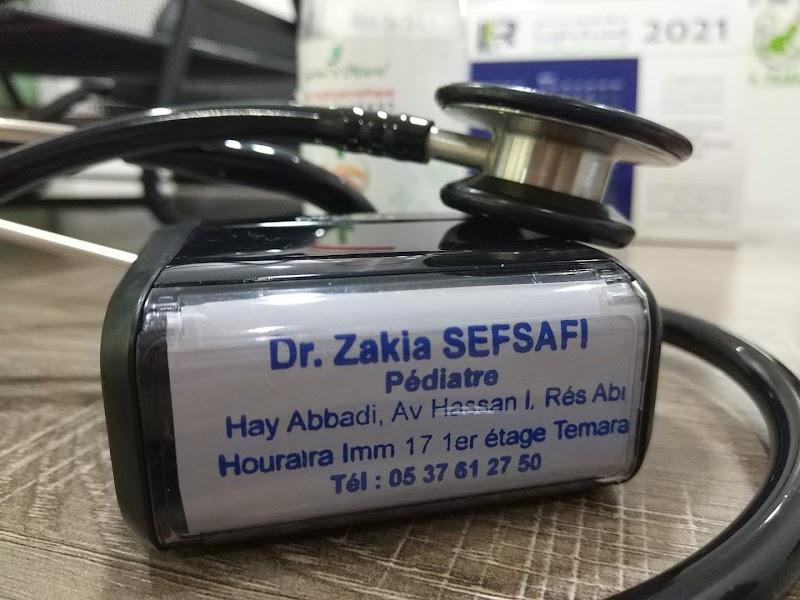 2021
Dr. Zakia SEFSAFI
Pédiatre
Hay Abbadi, Av Hassan I, Rés Abi
Houraira Imm 17 1er étage Temara
Tél : 05 37 61 27 50